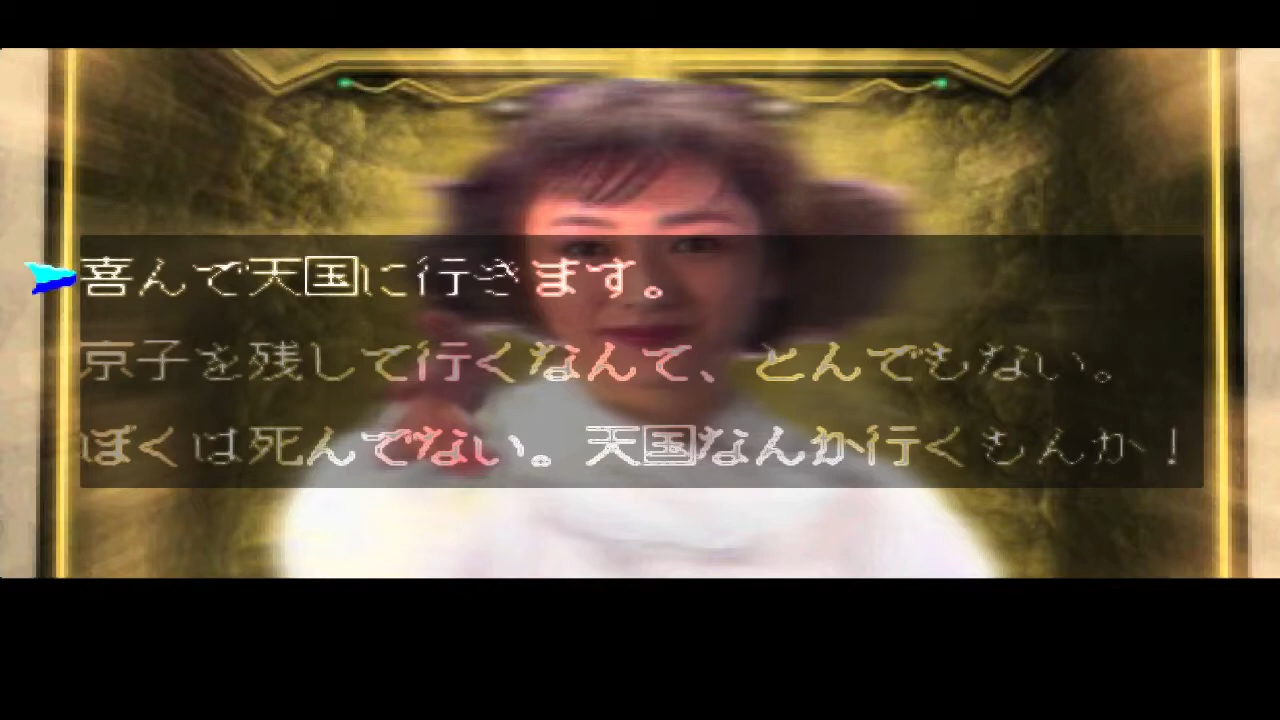 喜んで天国に行きます。
京子を残して行くなんて、とんでもない。
ぼくは死んでない。天国なんか行くもんか！